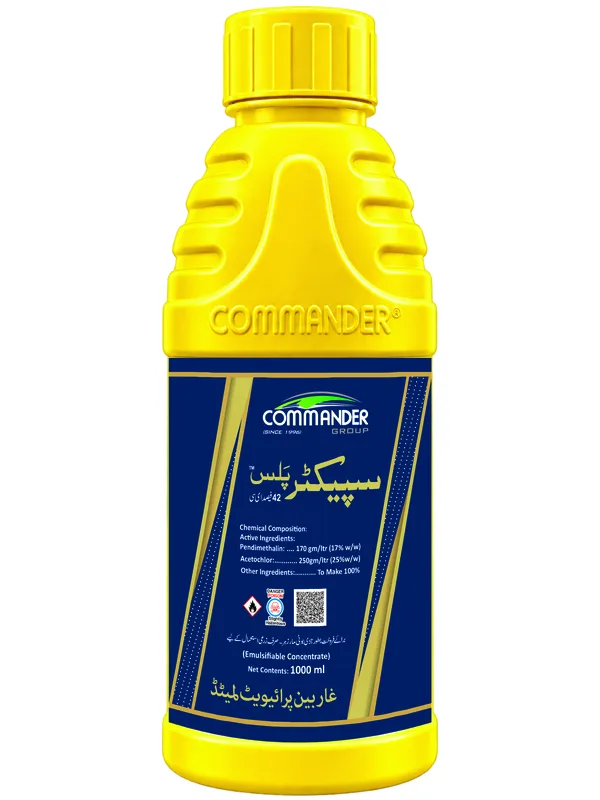 COMMANDER®
COMMANDER
(SINCE 1996) GROUP
سپیکٹر پلس™
42 فیصد ای سی
Chemical Composition:
Active Ingredients:
Pendimethalin: .... 170 gm/ltr (17% w/w)
Acetochlor:............ 250gm/ltr (25%w/w)
Other Ingredients:........... To Make 100%
DANGER
POISON
(Emulsifiable Concentrate)
Net Contents: 1000 ml
غاربین پرائیویٹ لمیٹڈ